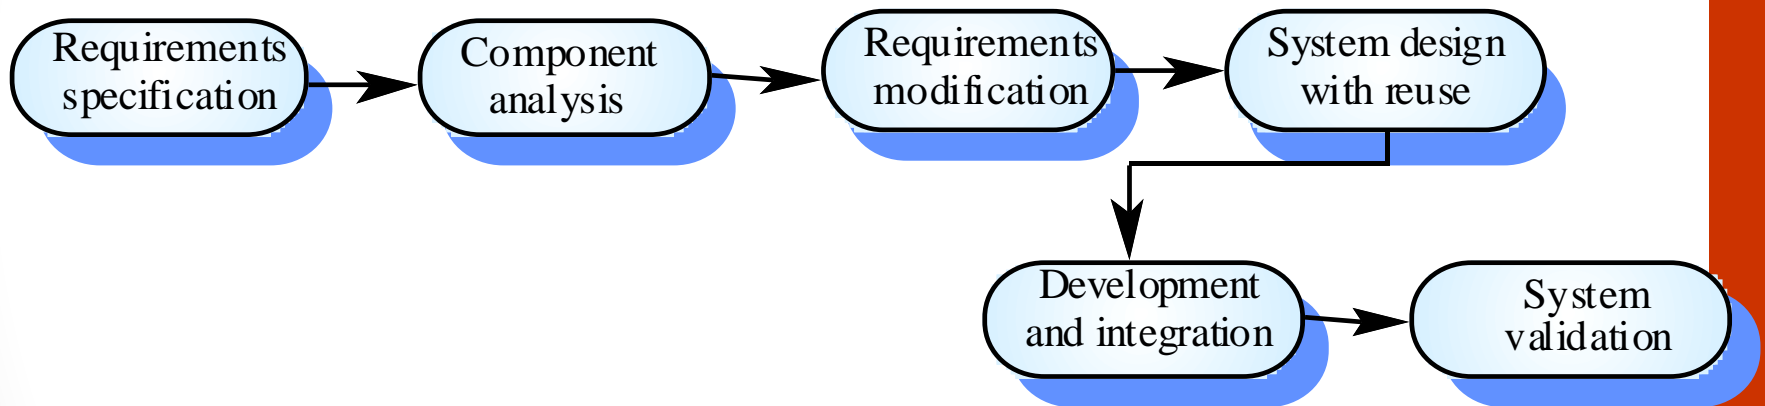 Requirements
specification
Component
analysis
Requirements
modification
System design
with reuse
Development
and integration
System
validation